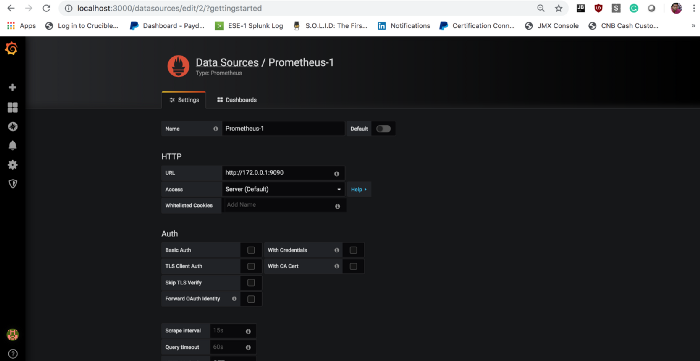 localhost:3000/datasources/edit/2/?gettingstarted
Apps Log in to Crucible... Dashboard – Payd... ESE-1 Splunk Log S.O.L.I.D: The First... Notifications Certification Conn... JMX Console CNB Cash Custo... »
Data Sources / Prometheus-1
Type: Prometheus
Settings Dashboards
Name Prometheus-1 Default
HTTP
URL http://172.0.0.1:9090
Access Server (Default) Help ›
Whitelisted Cookies Add Name
Auth
Basic Auth With Credentials
TLS Client Auth With CA Cert
Skip TLS Verify
Forward OAuth Identity
Scrape interval 15s
Query timeout 60s